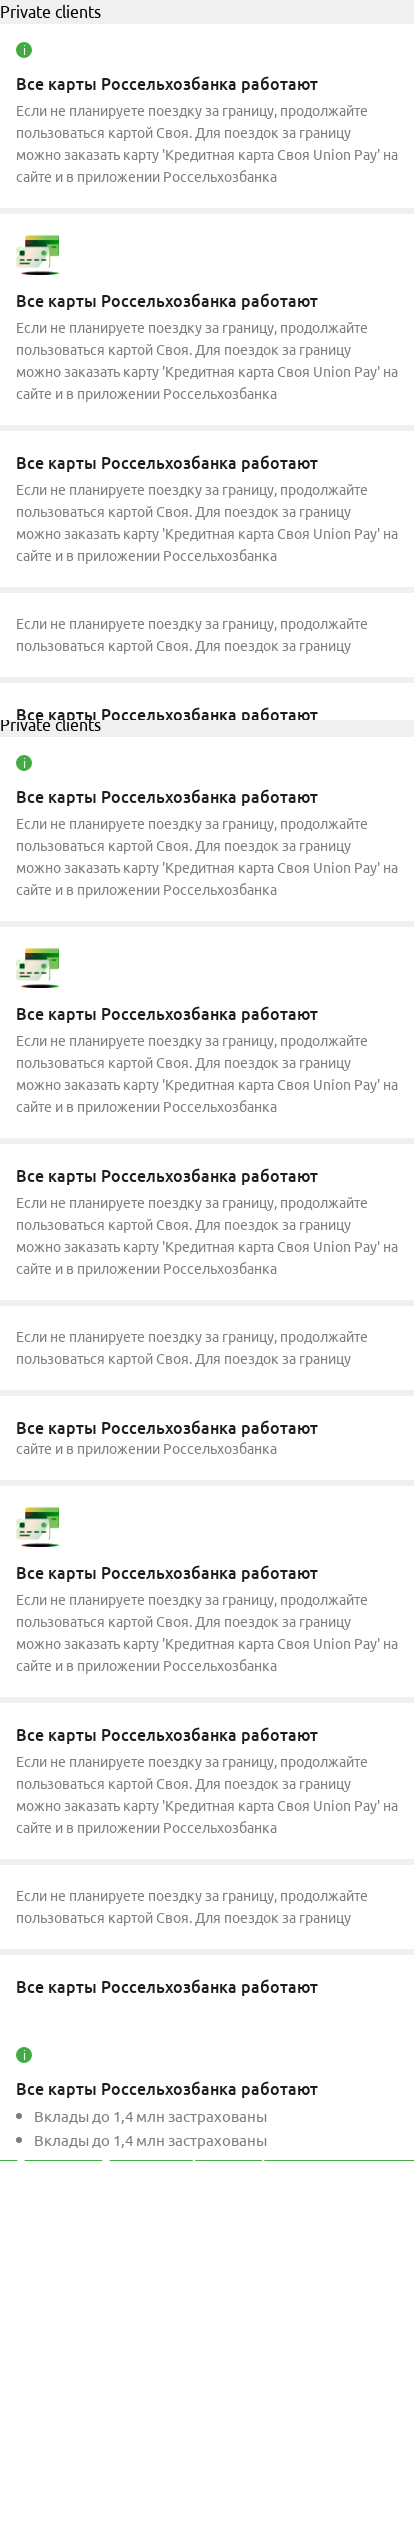 Private clients
Все карты Россельхозбанка работают
Если не планируете поездку за границу, продолжайте
пользоваться картой Своя. Для поездок за границу
можно заказать карту 'Кредитная карта Своя Union Pay' на
сайте и в приложении Россельхозбанка
Все карты Россельхозбанка работают
Если не планируете поездку за границу, продолжайте
пользоваться картой Своя. Для поездок за границу
можно заказать карту 'Кредитная карта Своя Union Pay' на
сайте и в приложении Россельхозбанка
Все карты Россельхозбанка работают
Если не планируете поездку за границу, продолжайте
пользоваться картой Своя. Для поездок за границу
можно заказать карту 'Кредитная карта Своя Union Pay' на
сайте и в приложении Россельхозбанка
Если не планируете поездку за границу, продолжайте
пользоваться картой Своя. Для поездок за границу
Все карты Россельхозбанка работают
Private clients
Все карты Россельхозбанка работают
Если не планируете поездку за границу, продолжайте
пользоваться картой Своя. Для поездок за границу
можно заказать карту 'Кредитная карта Своя Union Pay' на
сайте и в приложении Россельхозбанка
Все карты Россельхозбанка работают
Если не планируете поездку за границу, продолжайте
пользоваться картой Своя. Для поездок за границу
можно заказать карту 'Кредитная карта Своя Union Pay' на
сайте и в приложении Россельхозбанка
Все карты Россельхозбанка работают
Если не планируете поездку за границу, продолжайте
пользоваться картой Своя. Для поездок за границу
можно заказать карту 'Кредитная карта Своя Union Pay' на
сайте и в приложении Россельхозбанка
Если не планируете поездку за границу, продолжайте
пользоваться картой Своя. Для поездок за границу
Все карты Россельхозбанка работают
сайте и в приложении Россельхозбанка
Все карты Россельхозбанка работают
Если не планируете поездку за границу, продолжайте
пользоваться картой Своя. Для поездок за границу
можно заказать карту 'Кредитная карта Своя Union Pay' на
сайте и в приложении Россельхозбанка
Все карты Россельхозбанка работают
Если не планируете поездку за границу, продолжайте
пользоваться картой Своя. Для поездок за границу
можно заказать карту 'Кредитная карта Своя Union Pay' на
сайте и в приложении Россельхозбанка
Если не планируете поездку за границу, продолжайте
пользоваться картой Своя. Для поездок за границу
Все карты Россельхозбанка работают
Все карты Россельхозбанка работают
Вклады до 1,4 млн застрахованы
Вклады до 1,4 млн застрахованы